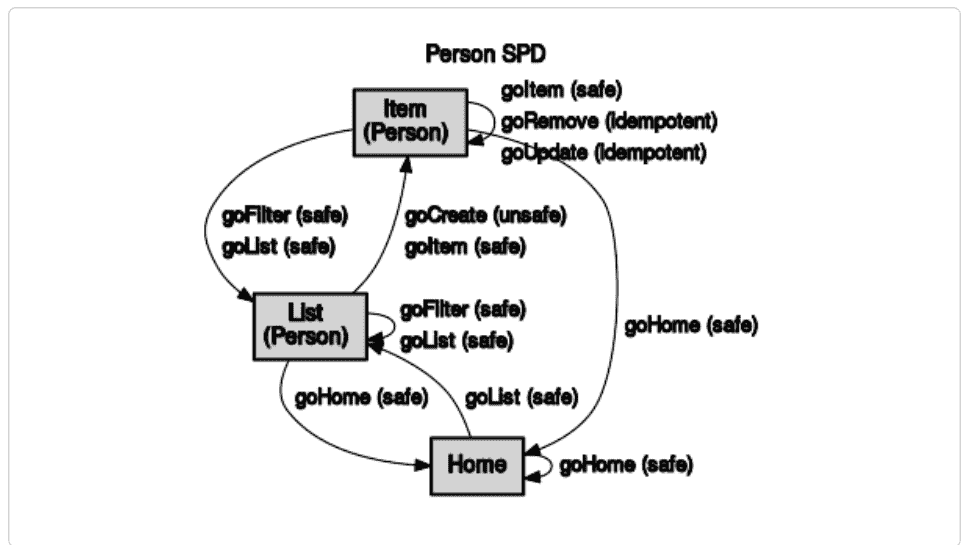 Person SPD
Item
(Person)
goItem (safe)
goRemove (idempotent)
goUpdate (idempotent)
goFilter (safe)
goList (safe)
goCreate (unsafe)
goItem (safe)
List
(Person)
goFilter (safe)
goList (safe)
goHome (safe)
goHome (safe)
goList (safe)
Home
goHome (safe)